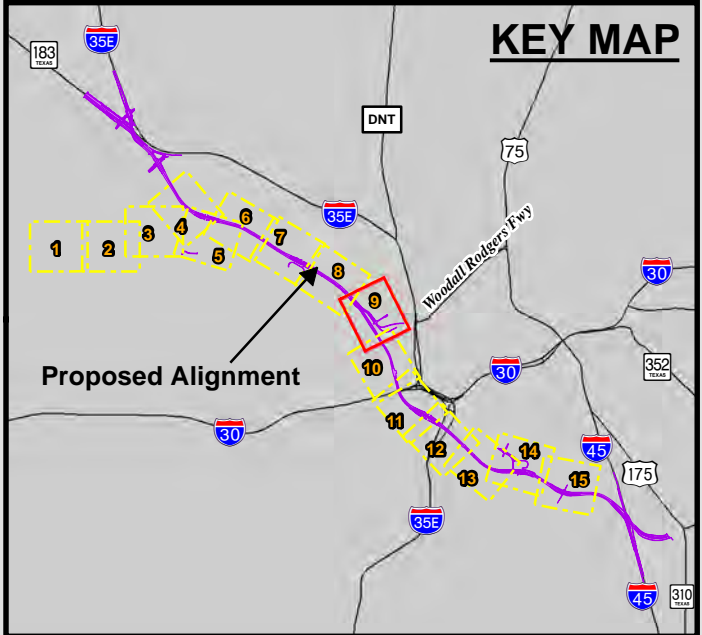 KEY MAP
35E
183
TEXAS
DNT
75
35E
Woodall Rodgers Fwy
1
2
3
4
5
6
7
8
9
30
10
Proposed Alignment
30
352
TEXAS
30
11
12
13
14
15
45
175
35E
45
310
TEXAS